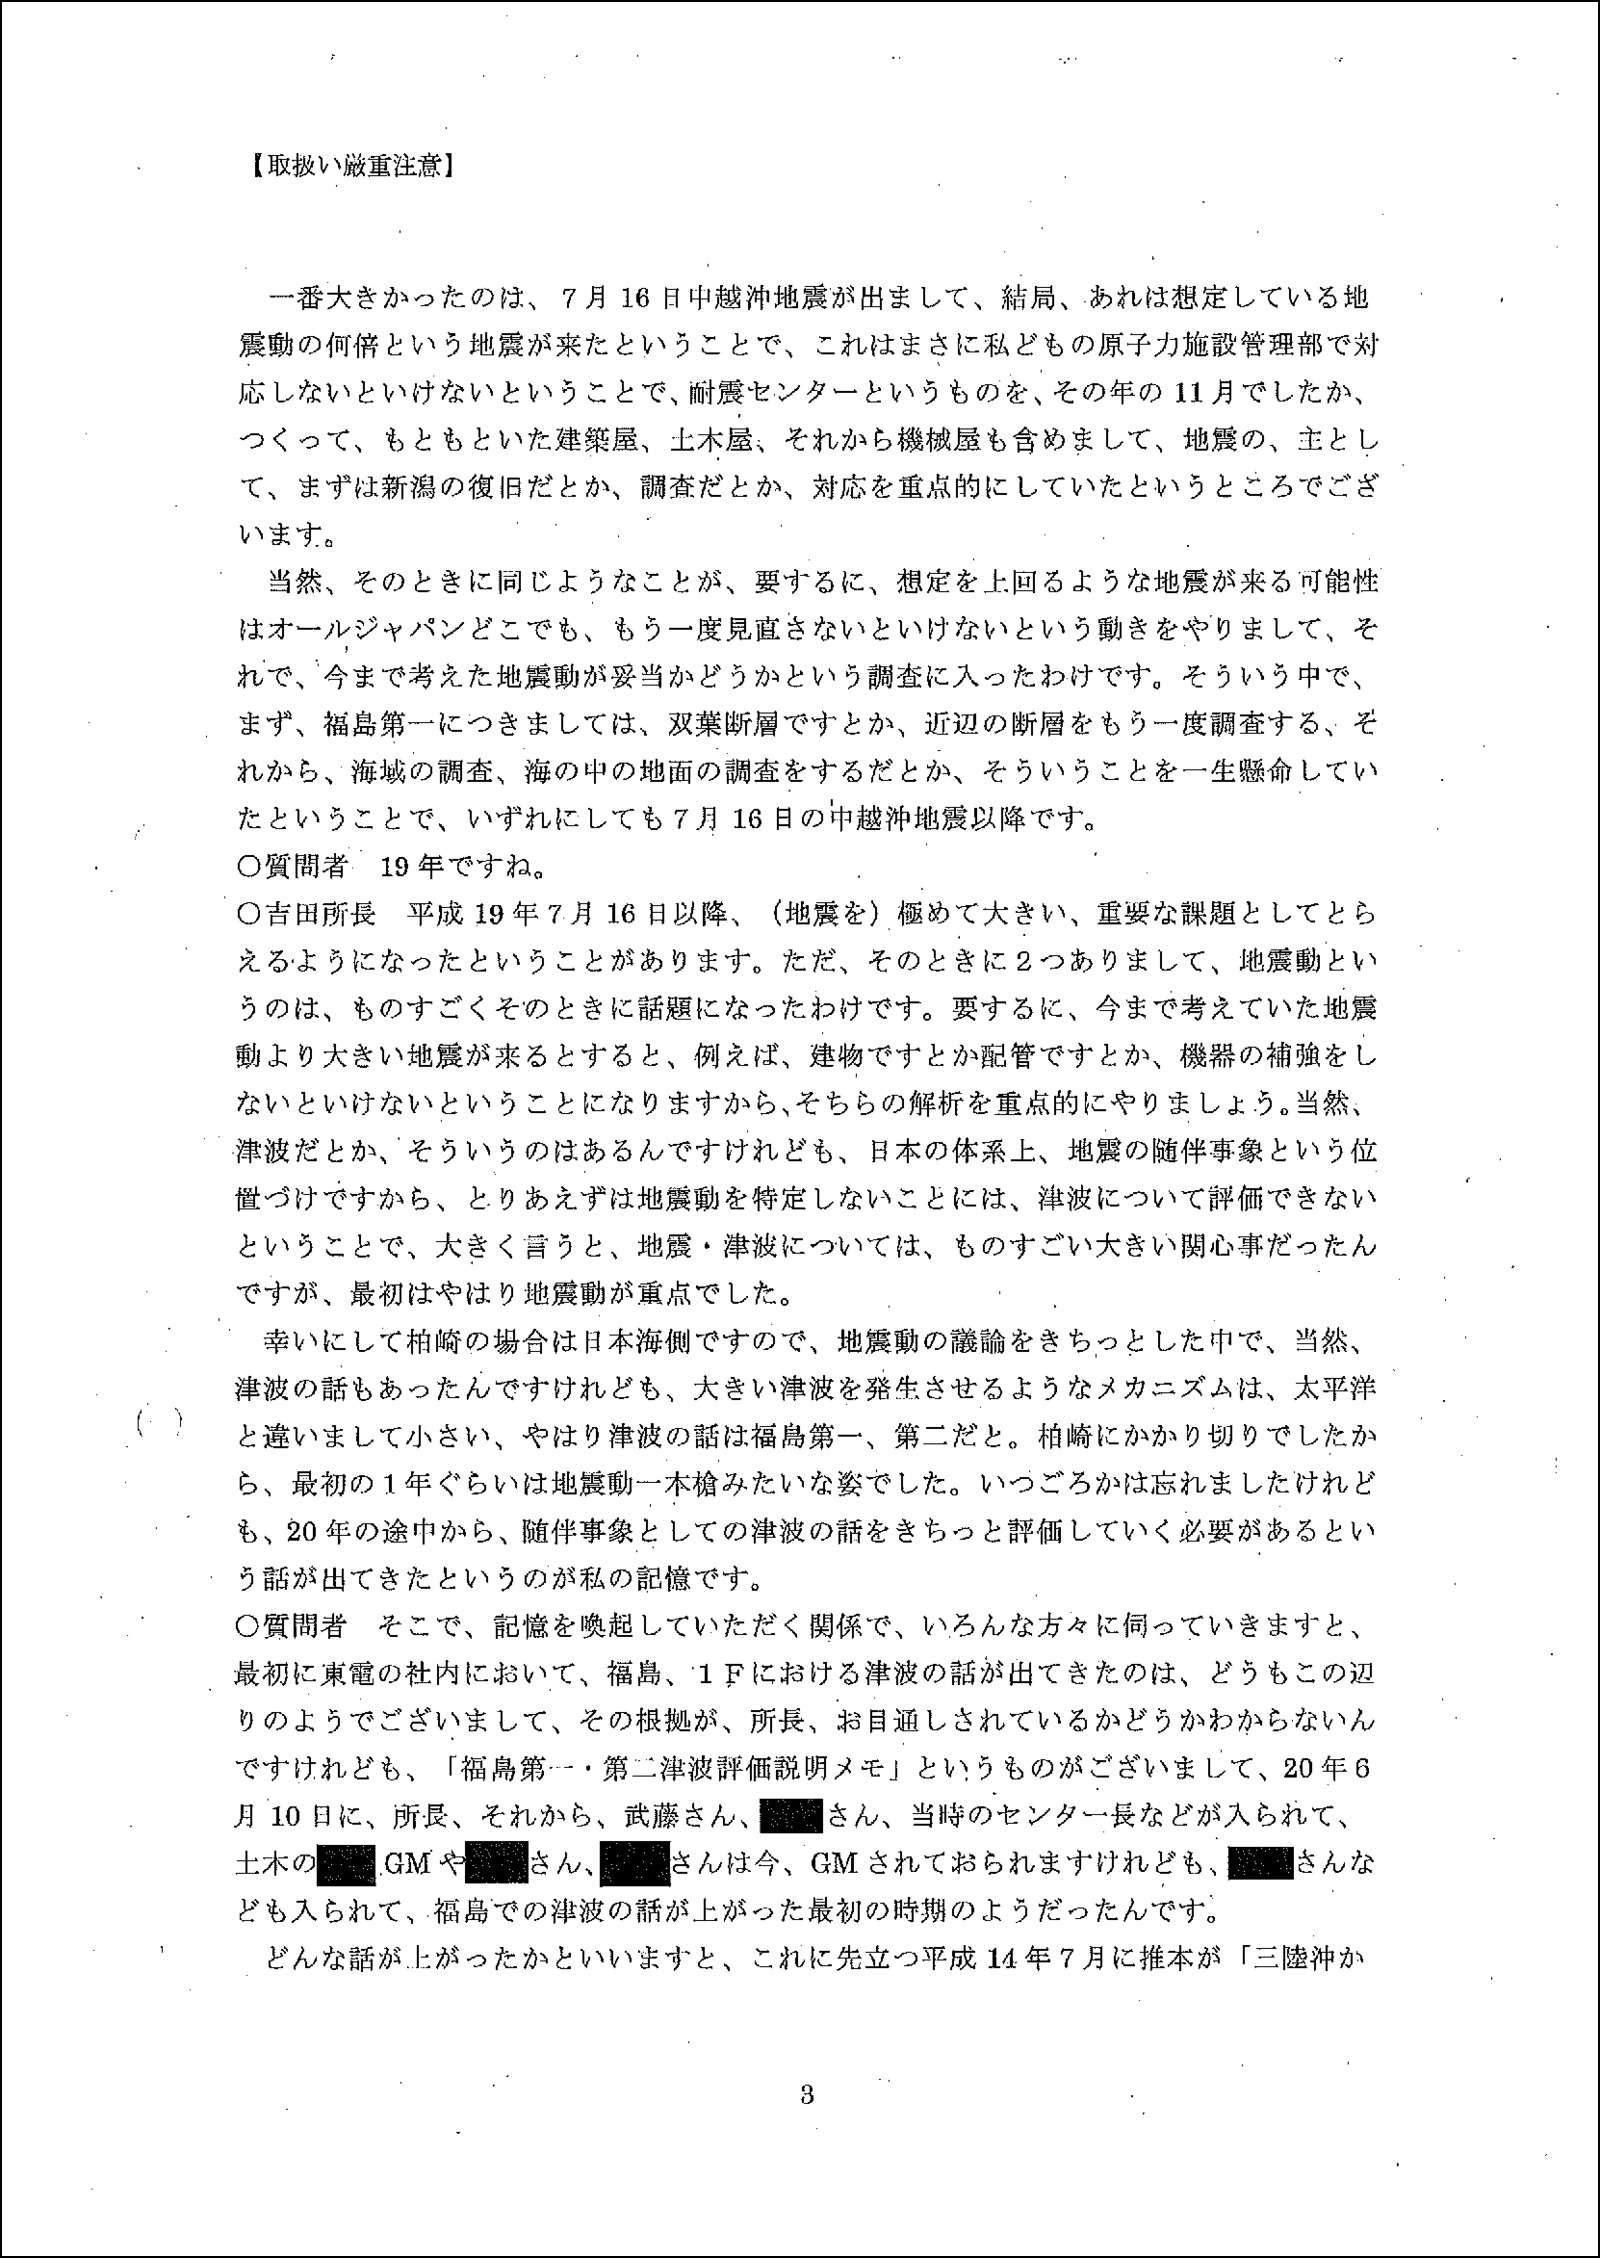 【取扱い厳重注意】
一番大きかったのは、７月 16 日中越沖地震が出まして、結局、あれは想定している地
震動の何倍という地震が来たということで、これはまさに私どもの原子力施設管理部で対
応しないといけないということで、耐震センターというものを、その年の 11 月でしたか、
つくって、もともといた建築屋、土木屋、それから機械屋も含めまして、地震の、主とし
て、まずは新潟の復旧だとか、調査だとか、対応を重点的にしていたというところでござ
います。
当然、そのときに同じようなことが、要するに、想定を上回るような地震が来る可能性
はオールジャパンどこでも、もう一度見直さないといけないという動きをやりまして、そ
れで、今まで考えた地震動が妥当かどうかという調査に入ったわけです。そういう中で、
まず、福島第一につきましては、双葉断層ですとか、近辺の断層をもう一度調査する、そ
れから、海域の調査、海の中の地面の調査をするだとか、そういうことを一生懸命してい
たということで、いずれにしても７月 16 日の中越沖地震以降です。
○質問者　19 年ですね。
○吉田所長　平成 19 年７月 16 日以降、（地震を）極めて大きい、重要な課題としてとら
えるようになったということがあります。ただ、そのときに２つありまして、地震動とい
うのは、ものすごくそのときに話題になったわけです。要するに、今まで考えていた地震
動より大きい地震が来るとすると、例えば、建物ですとか配管ですとか、機器の補強をし
ないといけないということになりますから、そちらの解析を重点的にやりましょう。当然、
津波だとか、そういうのはあるんですけれども、日本の体系上、地震の随伴事象という位
置づけですから、とりあえずは地震動を特定しないことには、津波について評価できない
ということで、大きく言うと、地震・津波については、ものすごい大きい関心事だったん
ですが、最初はやはり地震動が重点でした。
幸いにして柏崎の場合は日本海側ですので、地震動の議論をきちっとした中で、当然、
津波の話もあったんですけれども、大きい津波を発生させるようなメカニズムは、太平洋
と違いまして小さい、やはり津波の話は福島第一、第二だと。柏崎にかかり切りでしたか
ら、最初の１年ぐらいは地震動一本槍みたいな姿でした。いつごろかは忘れましたけれど
も、20 年の途中から、随伴事象としての津波の話をきちっと評価していく必要があるとい
う話が出てきたというのが私の記憶です。
○質問者　そこで、記憶を喚起していただく関係で、いろんな方々に伺っていきますと、
最初に東電の社内において、福島、１Ｆにおける津波の話が出てきたのは、どうもこの辺
りのようでございまして、その根拠が、所長、お目通しされているかどうかわからないん
ですけれども、「福島第一・第二津波評価説明メモ」というものがございまして、20 年６
月 10 日に、所長、それから、武藤さん、さん、当時のセンター長などが入られて、
土木の GM やさん、さんは今、GM されておられますけれども、さんな
ども入られて、福島での津波の話が上がった最初の時期のようだったんです。
どんな話が上がったかといいますと、これに先立つ平成 14 年７月に推本が「三陸沖か
3